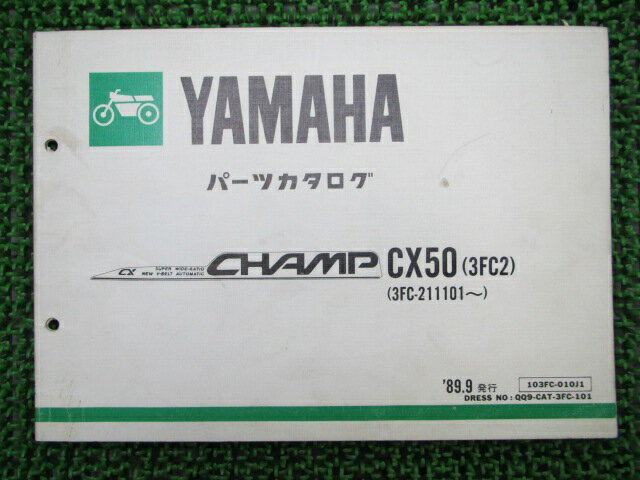 YAMAHA
パーツカタログ
CX SUPER WIDE-RATIO
NEW V-BELT AUTOMATIC
CHAMP CX50 (3FC2)
(3FC-211101〜)
'89.9 発行
103FC-010J1
DRESS NO : QQ9-CAT-3FC-101